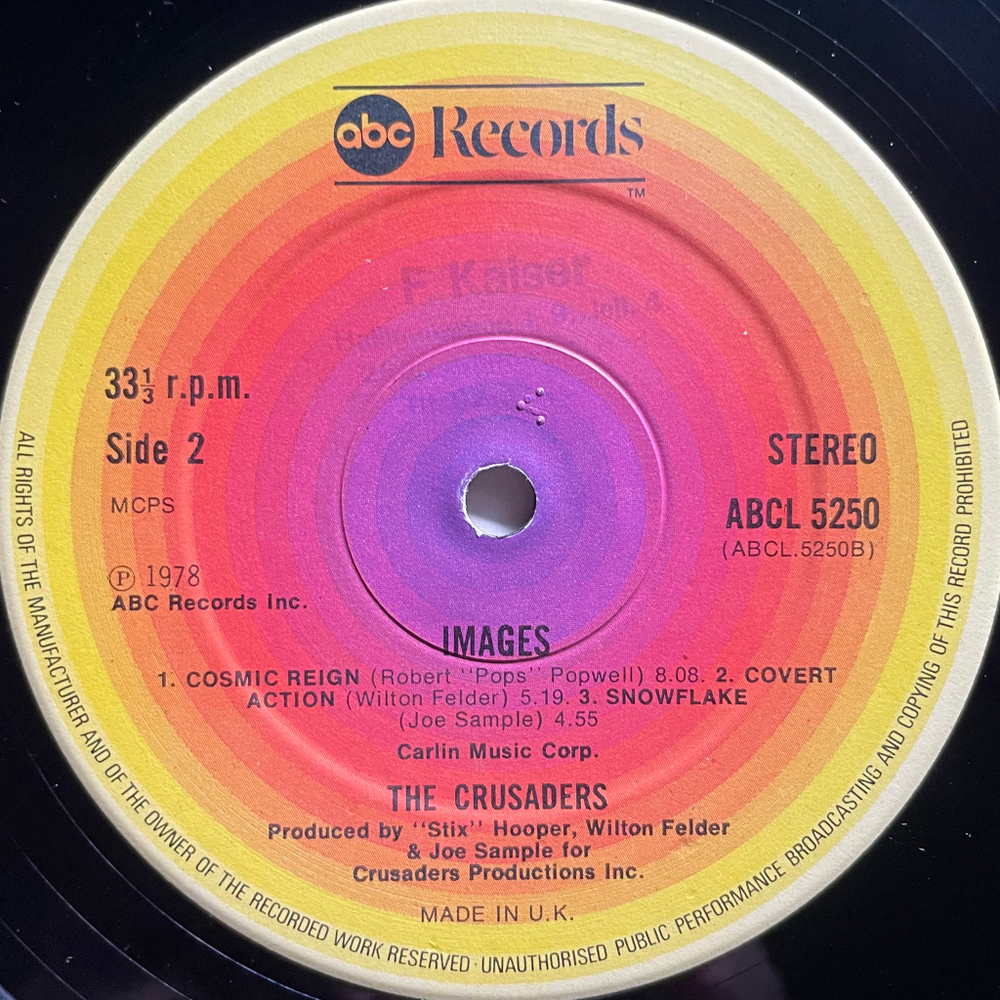 abc Records
TM
F. Kaiser
33⅓ r.p.m.
Side 2
STEREO
MCPS
ABCL 5250
(ABCL.5250B)
Ⓟ 1978
ABC Records Inc.
IMAGES
1. COSMIC REIGN (Robert "Pops" Popwell) 8.08. 2. COVERT
ACTION (Wilton Felder) 5.19. 3. SNOWFLAKE
(Joe Sample) 4.55
Carlin Music Corp.
THE CRUSADERS
Produced by "Stix" Hooper, Wilton Felder
& Joe Sample for
Crusaders Productions Inc.
MADE IN U.K.
ALL RIGHTS OF THE MANUFACTURER AND OF THE OWNER OF THE RECORDED WORK RESERVED · UNAUTHORISED PUBLIC PERFORMANCE BROADCASTING AND COPYING OF THIS RECORD PROHIBITED